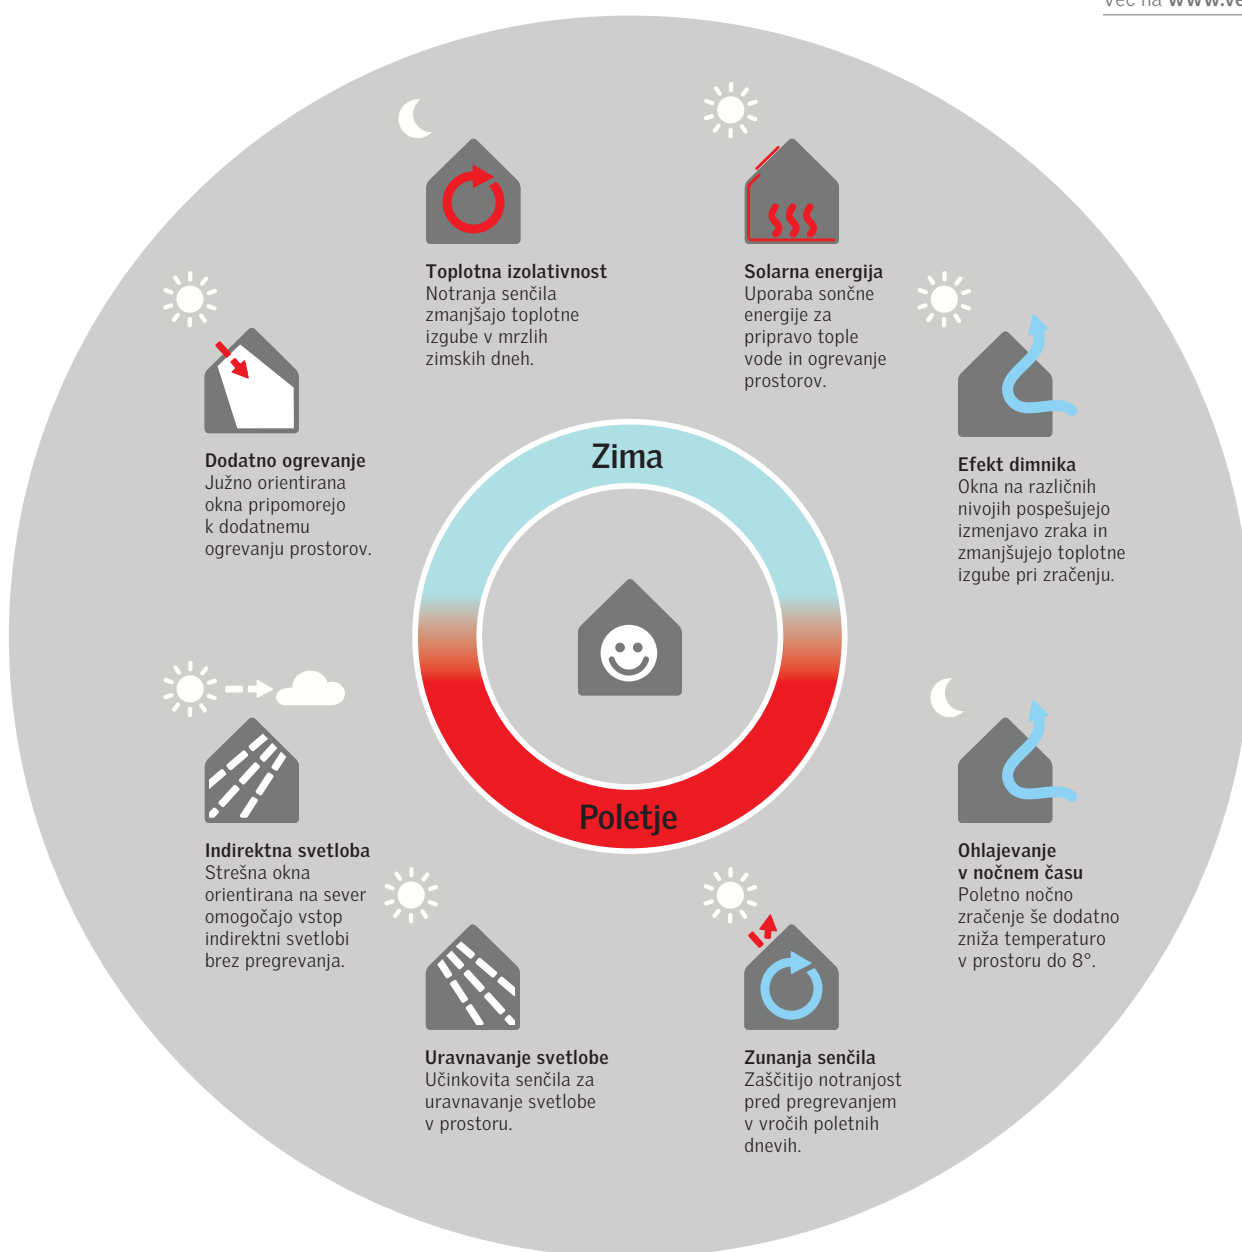 Več na www.ve
Toplotna izolativnost
Notranja senčila
zmanjšajo toplotne
izgube v mrzlih
zimskih dneh.
Solarna energija
Uporaba sončne
energije za
pripravo tople
vode in ogrevanje
prostorov.
Dodatno ogrevanje
Južno orientirana
okna pripomorejo
k dodatnemu
ogrevanju prostorov.
Zima
Efekt dimnika
Okna na različnih
nivojih pospešujejo
izmenjavo zraka in
zmanjšujejo toplotne
izgube pri zračenju.
Poletje
Indirektna svetloba
Strešna okna
orientirana na sever
omogočajo vstop
indirektni svetlobi
brez pregrevanja.
Ohlajevanje
v nočnem času
Poletno nočno
zračenje še dodatno
zniža temperaturo
v prostoru do 8°.
Uravnavanje svetlobe
Učinkovita senčila za
uravnavanje svetlobe
v prostoru.
Zunanja senčila
Zaščitijo notranjost
pred pregrevanjem
v vročih poletnih
dnevih.